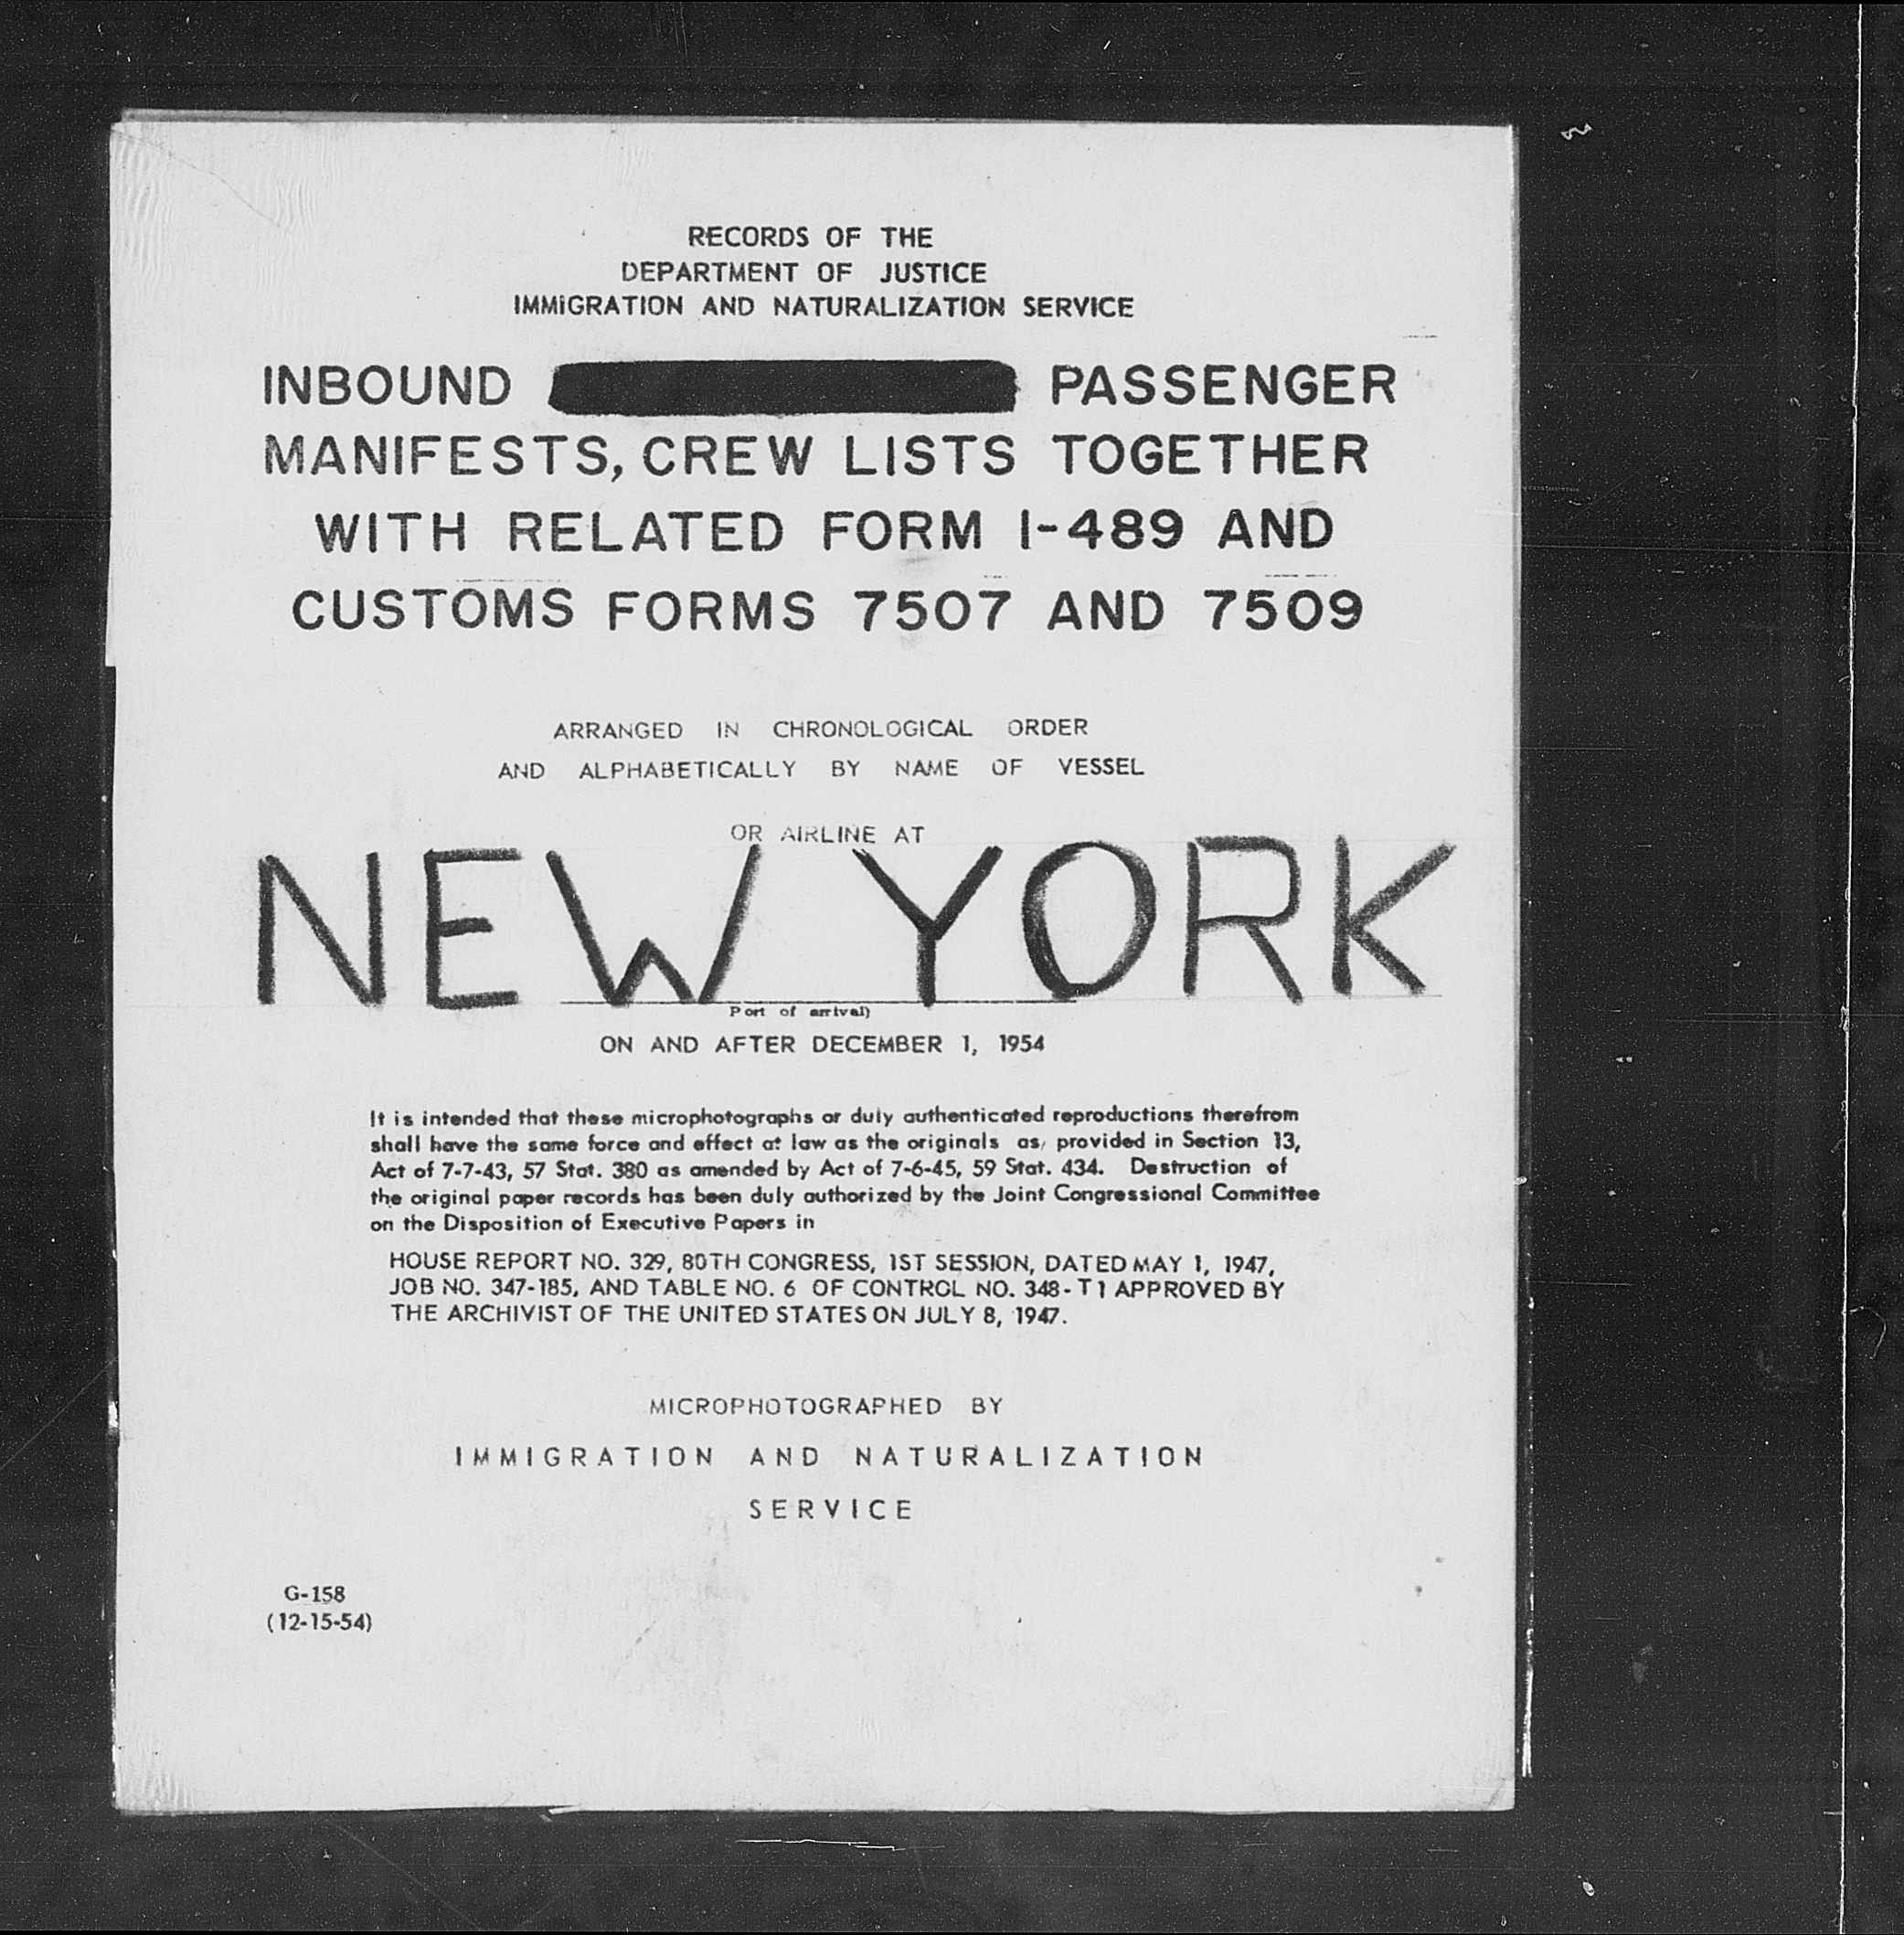 RECORDS OF THE
DEPARTMENT OF JUSTICE
IMMIGRATION AND NATURALIZATION SERVICE
INBOUND PASSENGER
MANIFESTS, CREW LISTS TOGETHER
WITH RELATED FORM I-489 AND
CUSTOMS FORMS 7507 AND 7509
ARRANGED IN CHRONOLOGICAL ORDER
AND ALPHABETICALLY BY NAME OF VESSEL
OR AIRLINE AT
NEW YORK
Port of arrival)
ON AND AFTER DECEMBER 1, 1954
It is intended that these microphotographs or duly authenticated reproductions therefrom
shall have the same force and effect at law as the originals as, provided in Section 13,
Act of 7-7-43, 57 Stat. 380 as amended by Act of 7-6-45, 59 Stat. 434. Destruction of
the original paper records has been duly authorized by the Joint Congressional Committee
on the Disposition of Executive Papers in
HOUSE REPORT NO. 329, 80TH CONGRESS, 1ST SESSION, DATED MAY 1, 1947,
JOB NO. 347-185, AND TABLE NO. 6 OF CONTROL NO. 348-T1 APPROVED BY
THE ARCHIVIST OF THE UNITED STATES ON JULY 8, 1947.
MICROPHOTOGRAPHED BY
IMMIGRATION AND NATURALIZATION
SERVICE
G-158
(12-15-54)